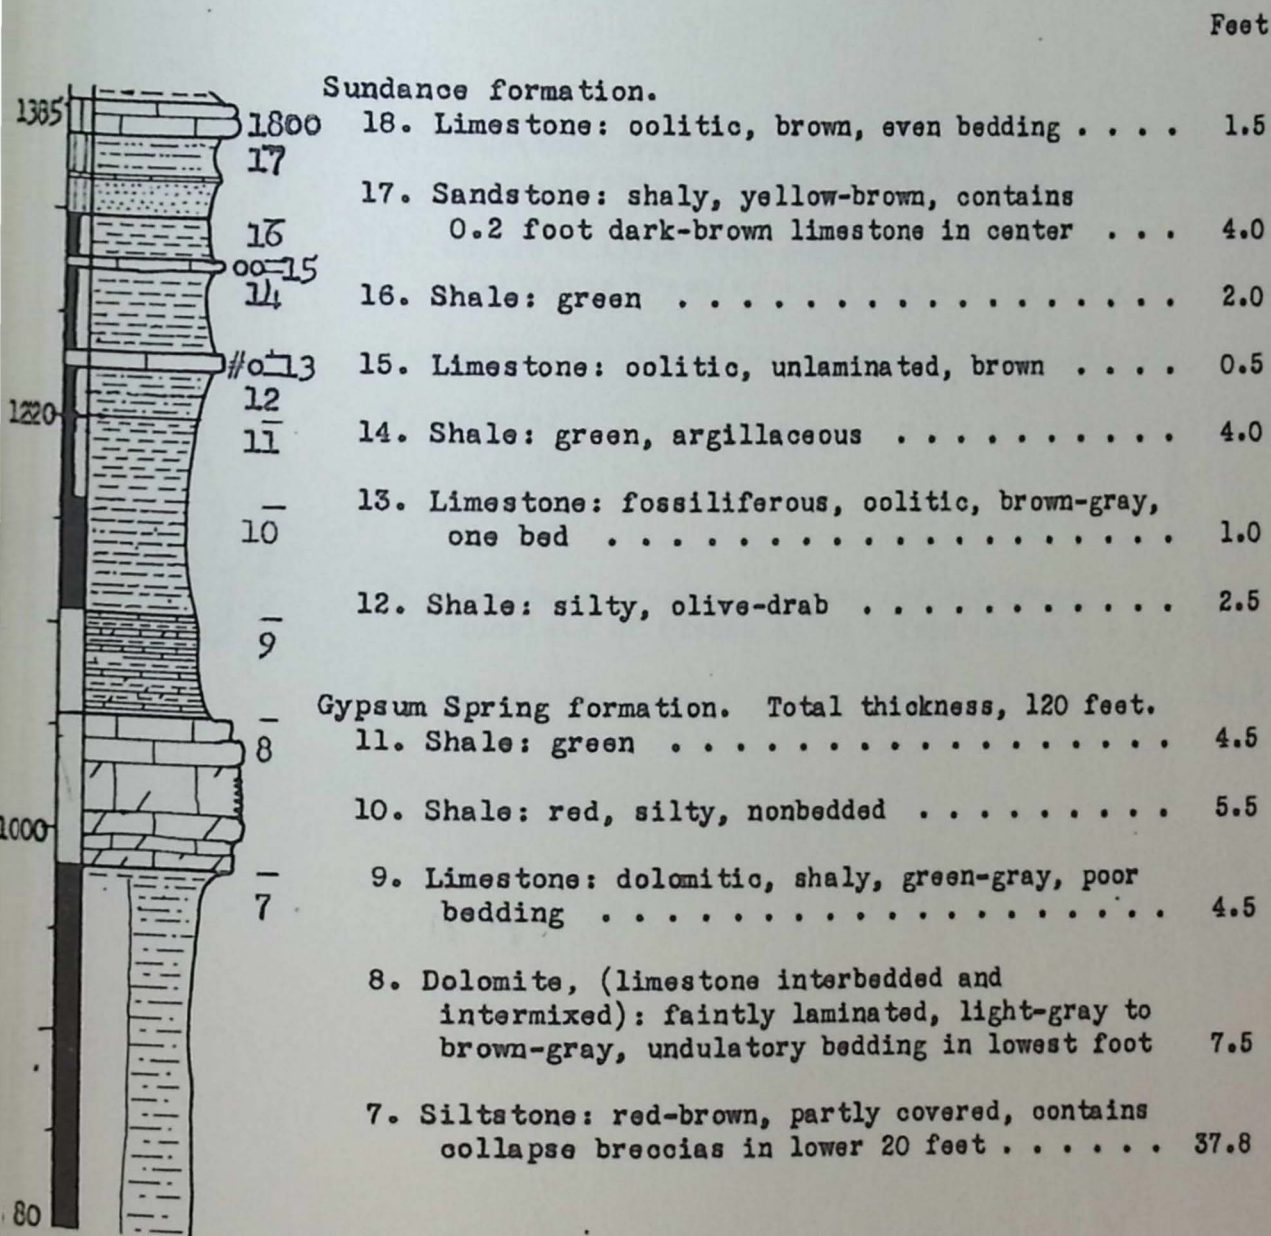 Feet
Sundance formation.
1385
1800
18. Limestone: oolitic, brown, even bedding . . . . 1.5
17
17. Sandstone: shaly, yellow-brown, contains
0.2 foot dark-brown limestone in center . . . 4.0
16
oo=15
14
16. Shale: green . . . . . . . . . . . . . . . . 2.0
#o 13
15. Limestone: oolitic, unlaminated, brown . . . . 0.5
12
1220
11
14. Shale: green, argillaceous . . . . . . . . . . 4.0
13. Limestone: fossiliferous, oolitic, brown-gray,
10
one bed . . . . . . . . . . . . . . . . . . 1.0
12. Shale: silty, olive-drab . . . . . . . . . . . 2.5
9
Gypsum Spring formation. Total thickness, 120 feet.
8
11. Shale: green . . . . . . . . . . . . . . . . 4.5
10. Shale: red, silty, nonbedded . . . . . . . . . 5.5
1000
9. Limestone: dolomitic, shaly, green-gray, poor
7
bedding . . . . . . . . . . . . . . . . . . 4.5
8. Dolomite, (limestone interbedded and
intermixed): faintly laminated, light-gray to
brown-gray, undulatory bedding in lowest foot 7.5
7. Siltstone: red-brown, partly covered, contains
collapse breccias in lower 20 feet . . . . . . 37.8
80